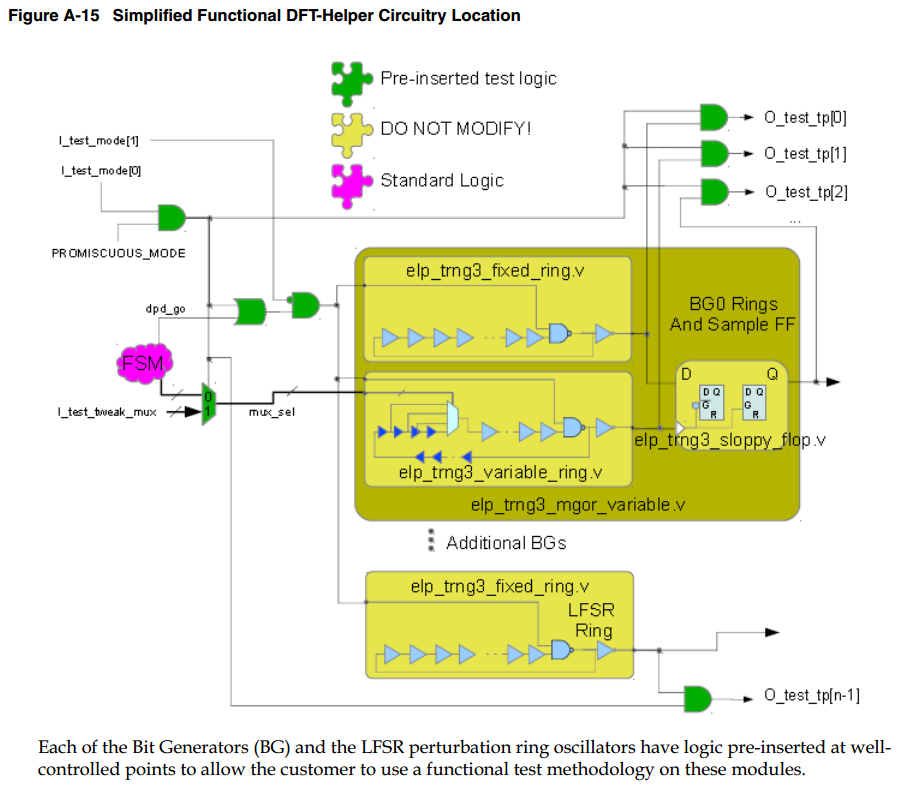 Figure A-15 Simplified Functional DFT-Helper Circuitry Location
Pre-inserted test logic
DO NOT MODIFY!
Standard Logic
I_test_mode[1]
I_test_mode[0]
PROMISCUOUS_MODE
dpd_go
FSM
I_test_tweak_mux
0
1
mux_sel
O_test_tp[0]
O_test_tp[1]
O_test_tp[2]
...
elp_trng3_fixed_ring.v
BG0 Rings
And Sample FF
D Q
D Q
G
R
D Q
G
R
elp_trng3_sloppy_flop.v
elp_trng3_variable_ring.v
elp_trng3_mgor_variable.v
Additional BGs
elp_trng3_fixed_ring.v
LFSR
Ring
O_test_tp[n-1]
Each of the Bit Generators (BG) and the LFSR perturbation ring oscillators have logic pre-inserted at well-
controlled points to allow the customer to use a functional test methodology on these modules.